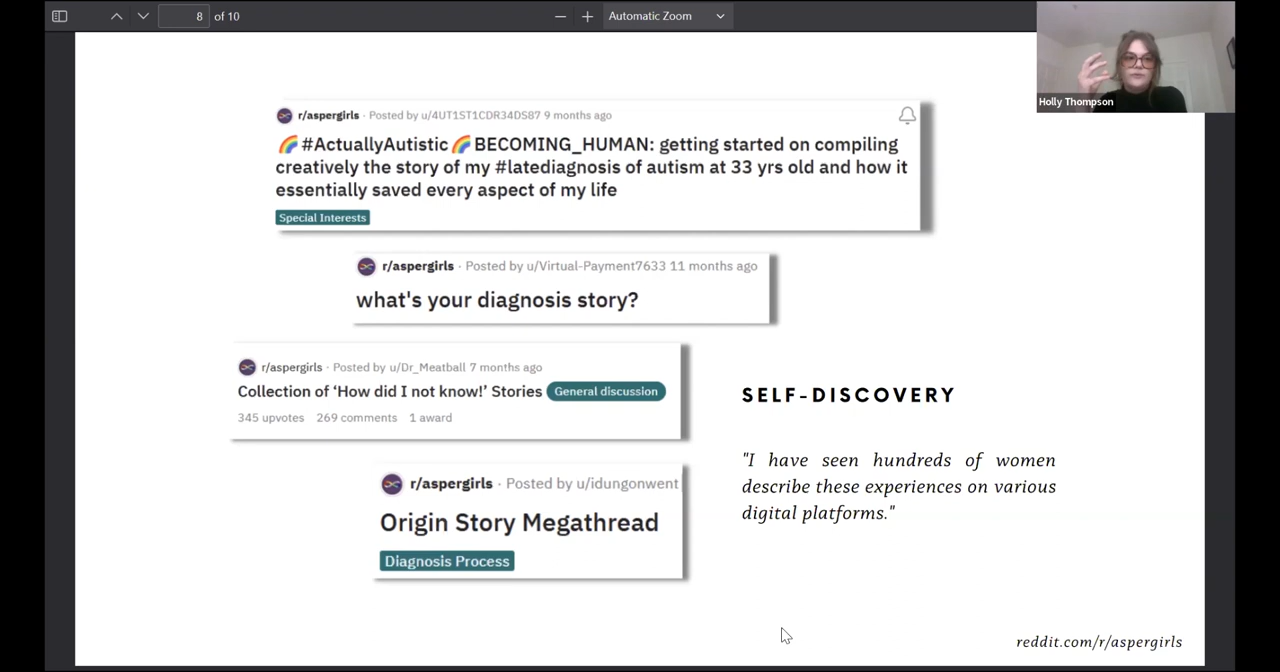 8 of 10
Automatic Zoom
Holly Thompson
r/aspergirls · Posted by u/4UT1ST1CDR34DS87 9 months ago
🌈#ActuallyAutistic🌈BECOMING_HUMAN: getting started on compiling
creatively the story of my #latediagnosis of autism at 33 yrs old and how it
essentially saved every aspect of my life
Special Interests
r/aspergirls · Posted by u/Virtual-Payment7633 11 months ago
what's your diagnosis story?
r/aspergirls · Posted by u/Dr_Meatball 7 months ago
Collection of ‘How did I not know!’ Stories General discussion
345 upvotes 269 comments 1 award
r/aspergirls · Posted by u/idungonwent
Origin Story Megathread
Diagnosis Process
SELF-DISCOVERY
"I have seen hundreds of women
describe these experiences on various
digital platforms."
reddit.com/r/aspergirls